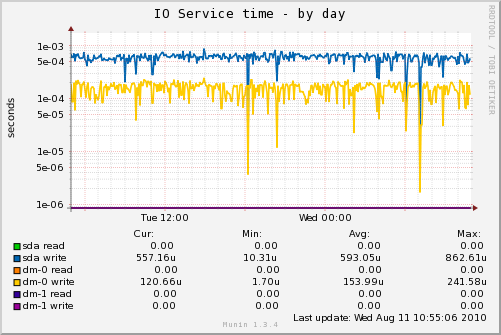 IO Service time - by day
RRDTOOL / TOBI OETIKER
seconds
1e-03
5e-04
1e-04
5e-05
1e-05
5e-06
1e-06
Tue 12:00 Wed 00:00
Cur: Min: Avg: Max:
sda read 0.00 0.00 0.00 0.00
sda write 557.16u 10.31u 593.05u 862.61u
dm-0 read 0.00 0.00 0.00 0.00
dm-0 write 120.66u 1.70u 153.99u 241.58u
dm-1 read 0.00 0.00 0.00 0.00
dm-1 write 0.00 0.00 0.00 0.00
Last update: Wed Aug 11 10:55:06 2010
Munin 1.3.4